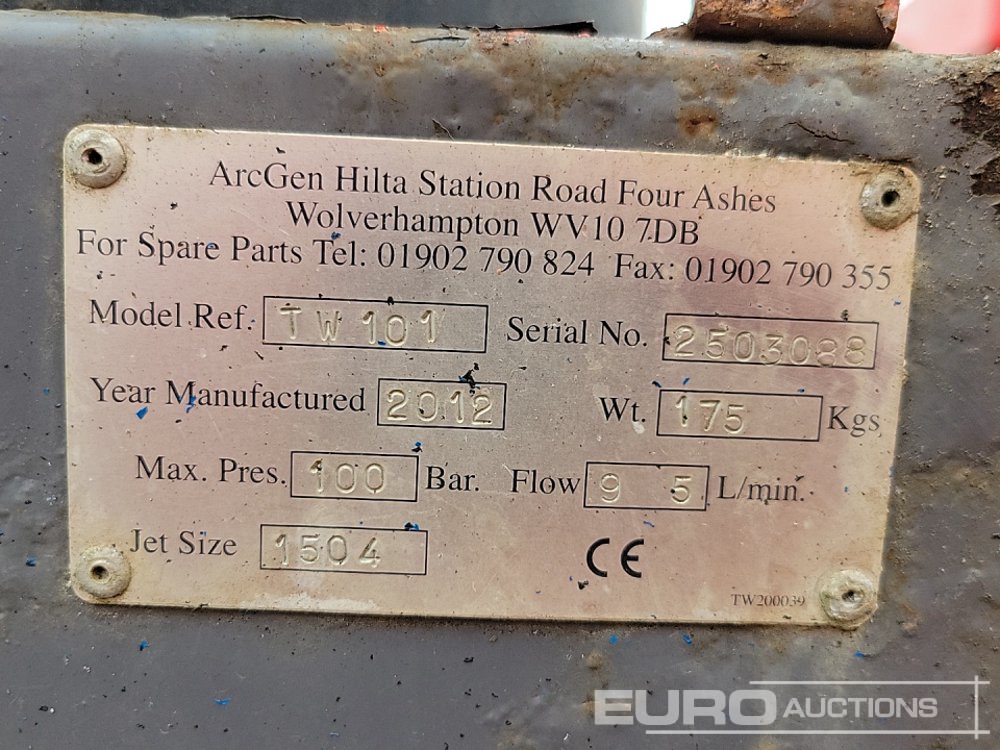 ArcGen Hilta Station Road Four Ashes
Wolverhampton WV10 7DB
For Spare Parts Tel: 01902 790 824 Fax: 01902 790 355
Model Ref. TW101 Serial No. 2503088
Year Manufactured 2012 Wt. 175 Kgs
Max. Pres. 100 Bar. Flow 9 5 L/min.
Jet Size 1504 CE
TW200039
EURO AUCTIONS